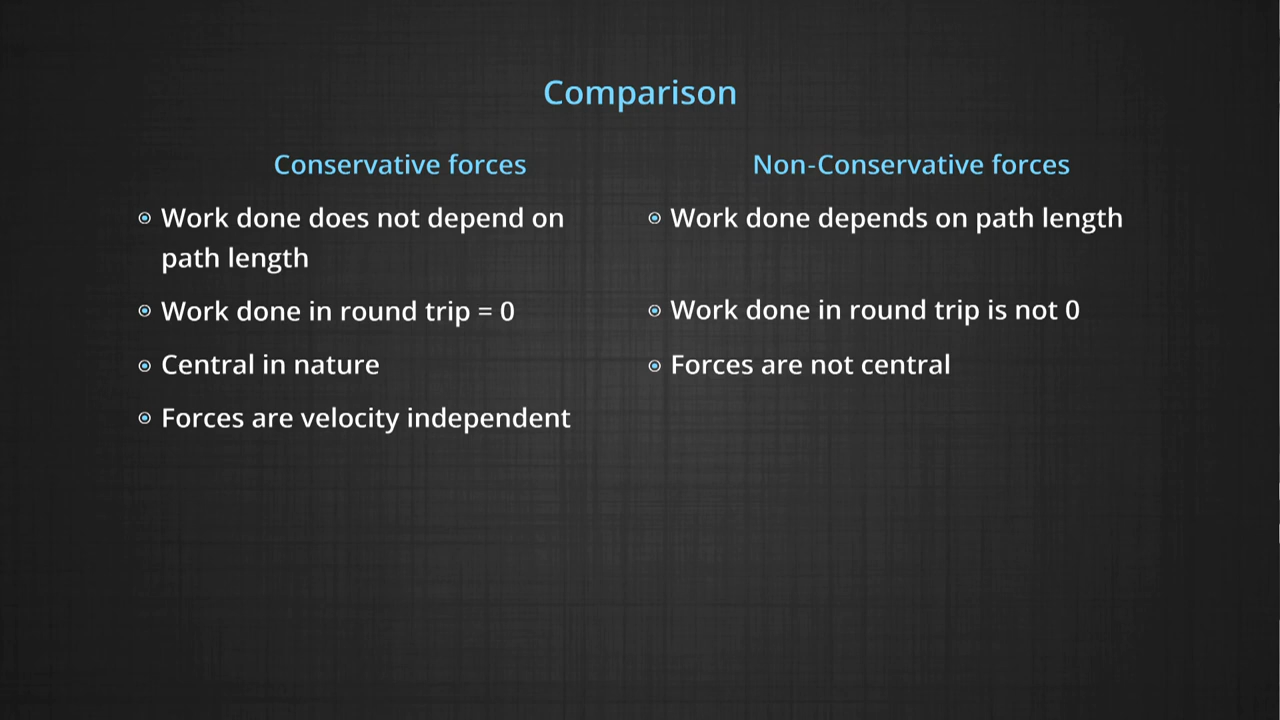 Comparison
Conservative forces
Work done does not depend on
path length
Work done in round trip = 0
Central in nature
Forces are velocity independent
Non-Conservative forces
Work done depends on path length
Work done in round trip is not 0
Forces are not central